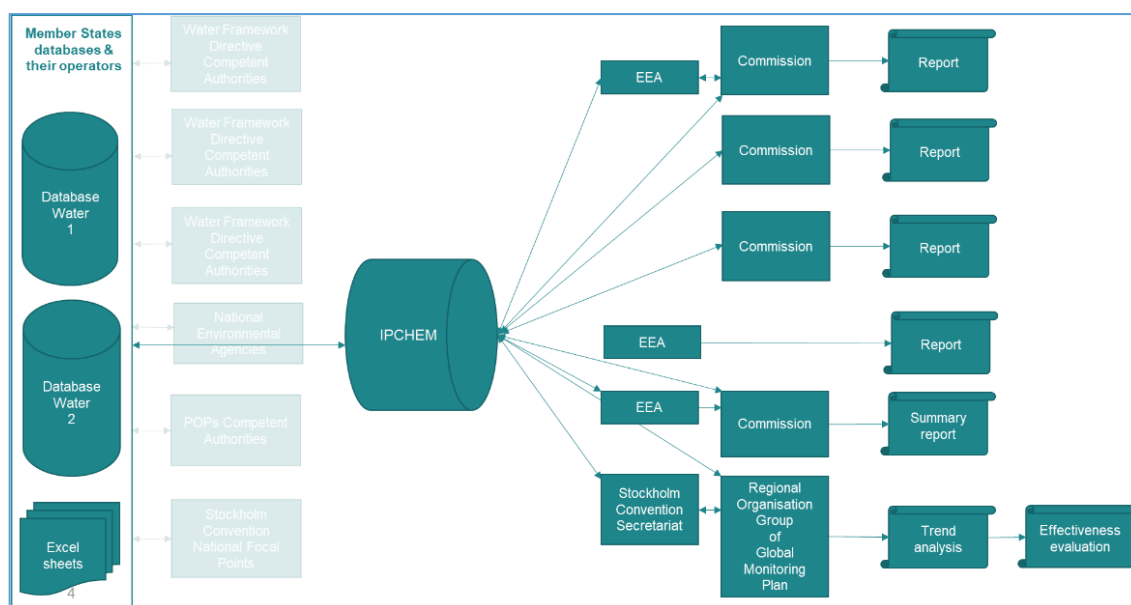 Member States
databases &
their operators
Database
Water
1
Database
Water
2
Excel
sheets
4
Water Framework
Directive
Competent
Authorities
Water Framework
Directive
Competent
Authorities
Water Framework
Directive
Competent
Authorities
National
Environmental
Agencies
POPs Competent
Authorities
Stockholm
Convention
National Focal
Points
IPCHEM
EEA
Commission
Report
Commission
Report
Commission
Report
EEA
Report
EEA
Commission
Summary
report
Stockholm
Convention
Secretariat
Regional
Organisation
Group
of
Global
Monitoring
Plan
Trend
analysis
Effectiveness
evaluation